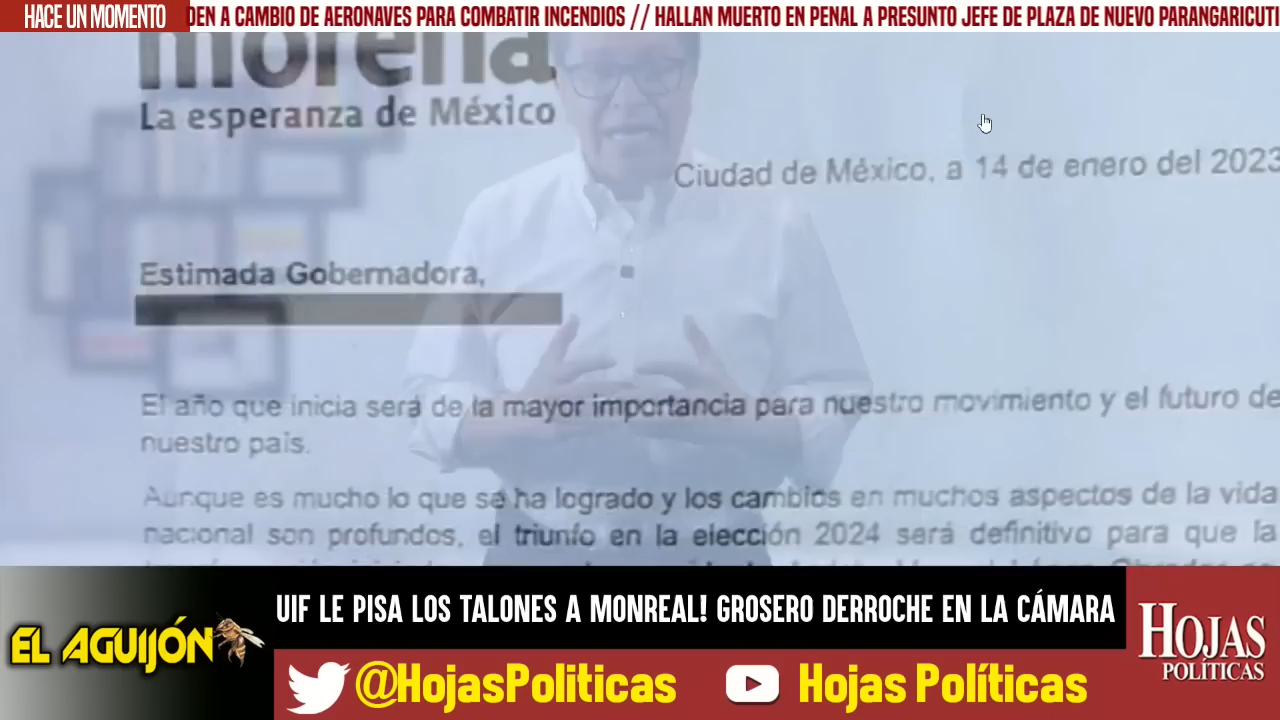 HACE UN MOMENTO
DEN A CAMBIO DE AERONAVES PARA COMBATIR INCENDIOS // HALLAN MUERTO EN PENAL A PRESUNTO JEFE DE PLAZA DE NUEVO PARANGARICUTI
morena
La esperanza de México
Ciudad de México, a 14 de enero del 2023
Estimada Gobernadora,
El año que inicia será de la mayor importancia para nuestro movimiento y el futuro de
nuestro país.
Aunque es mucho lo que se ha logrado y los cambios en muchos aspectos de la vida
nacional son profundos, el triunfo en la elección 2024 será definitivo para que la
UIF LE PISA LOS TALONES A MONREAL! GROSERO DERROCHE EN LA CÁMARA
EL AGUIJÓN
HOJAS
POLÍTICAS
@HojasPoliticas
Hojas Políticas